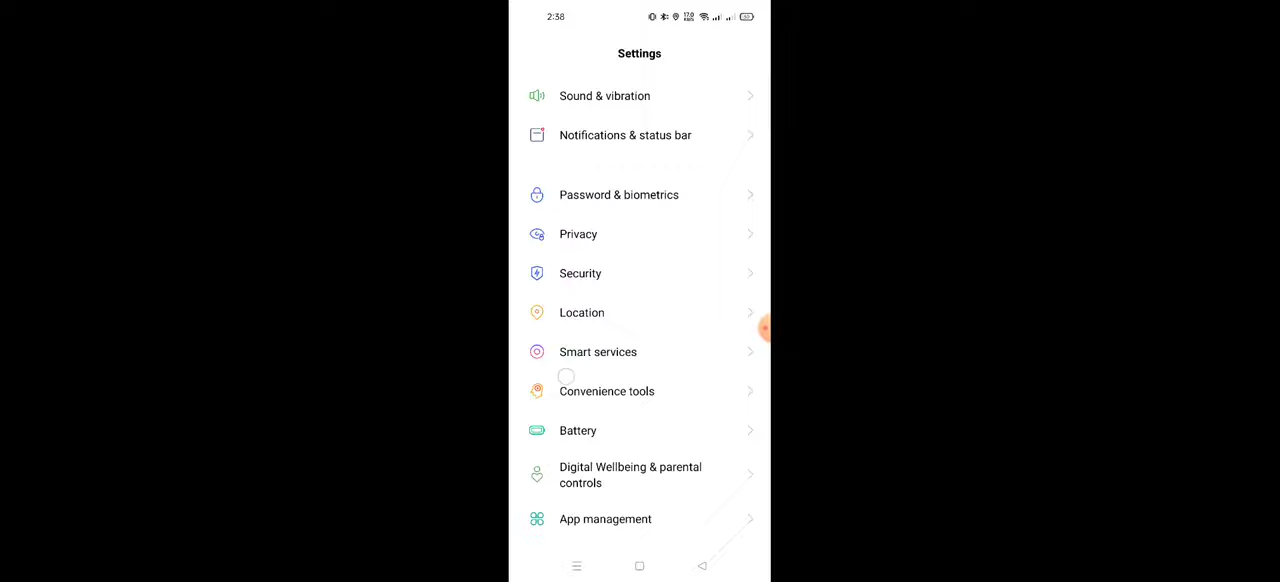 2:38
Settings
Sound & vibration
Notifications & status bar
Password & biometrics
Privacy
Security
Location
Smart services
Convenience tools
Battery
Digital Wellbeing & parental
controls
App management